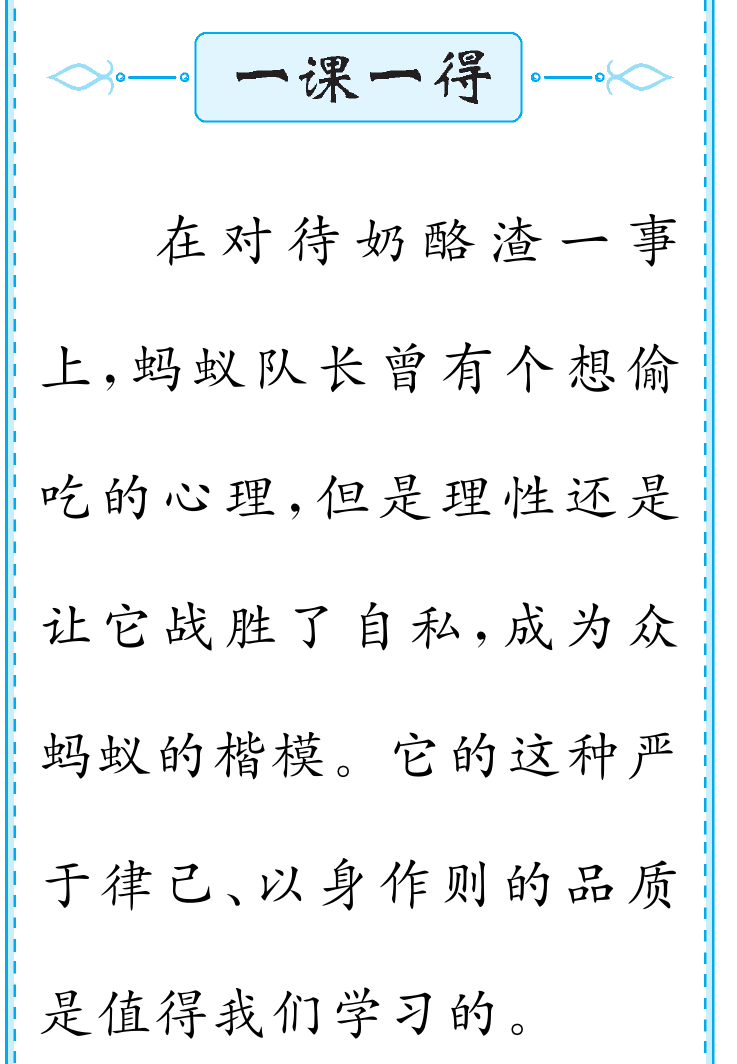 一课一得
在对待奶酪渣一事
上,蚂蚁队长曾有个想偷
吃的心理,但是理性还是
让它战胜了自私,成为众
蚂蚁的楷模。它的这种严
于律己、以身作则的品质
是值得我们学习的。